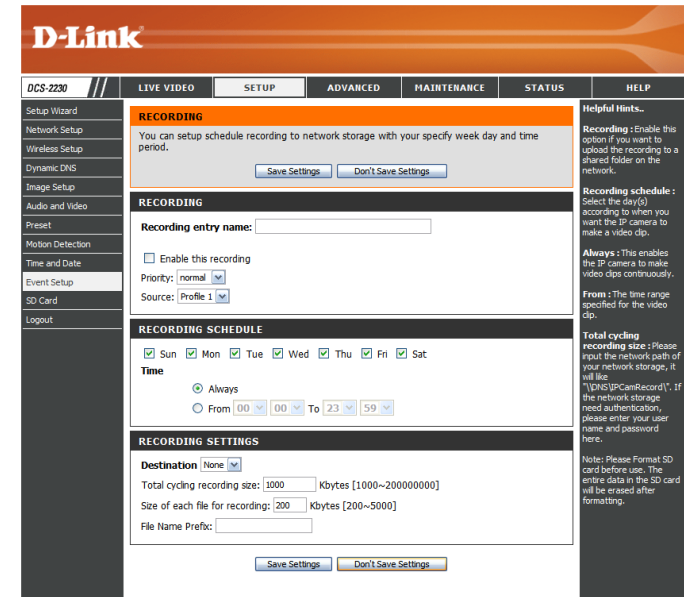 D-Link
DCS-2230
LIVE VIDEO
SETUP
ADVANCED
MAINTENANCE
STATUS
HELP
Setup Wizard
Network Setup
Wireless Setup
Dynamic DNS
Image Setup
Audio and Video
Preset
Motion Detection
Time and Date
Event Setup
SD Card
Logout
RECORDING
You can setup schedule recording to network storage with your specify week day and time
period.
Save Settings Don't Save Settings
RECORDING
Recording entry name:
Enable this recording
Priority: normal
Source: Profile 1
RECORDING SCHEDULE
Sun Mon Tue Wed Thu Fri Sat
Time
Always
From 00 00 To 23 59
RECORDING SETTINGS
Destination None
Total cycling recording size: 1000 Kbytes [1000~200000000]
Size of each file for recording: 200 Kbytes [200~5000]
File Name Prefix:
Save Settings Don't Save Settings
Helpful Hints..
Recording : Enable this
option if you want to
upload the recording to a
shared folder on the
network.
Recording schedule :
Select the day(s)
according to when you
want the IP camera to
make a video clip.
Always : This enables
the IP camera to make
video clips continuously.
From : The time range
specified for the video
clip.
Total cycling
recording size : Please
input the network path of
your network storage, it
will like
"\\DNS\IPCamRecord\". If
the network storage
need authentication,
please enter your user
name and password
here.
Note: Please Format SD
card before use. The
entire data in the SD card
will be erased after
formatting.